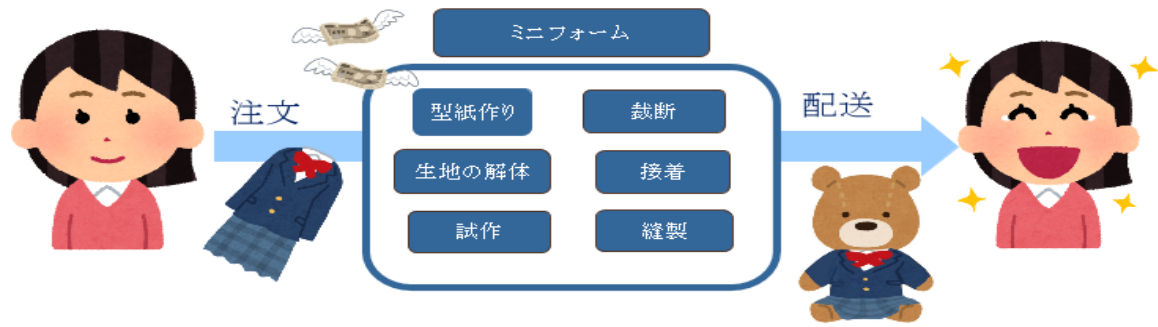 ミニフォーム
注文
型紙作り
裁断
生地の解体
接着
試作
縫製
配送